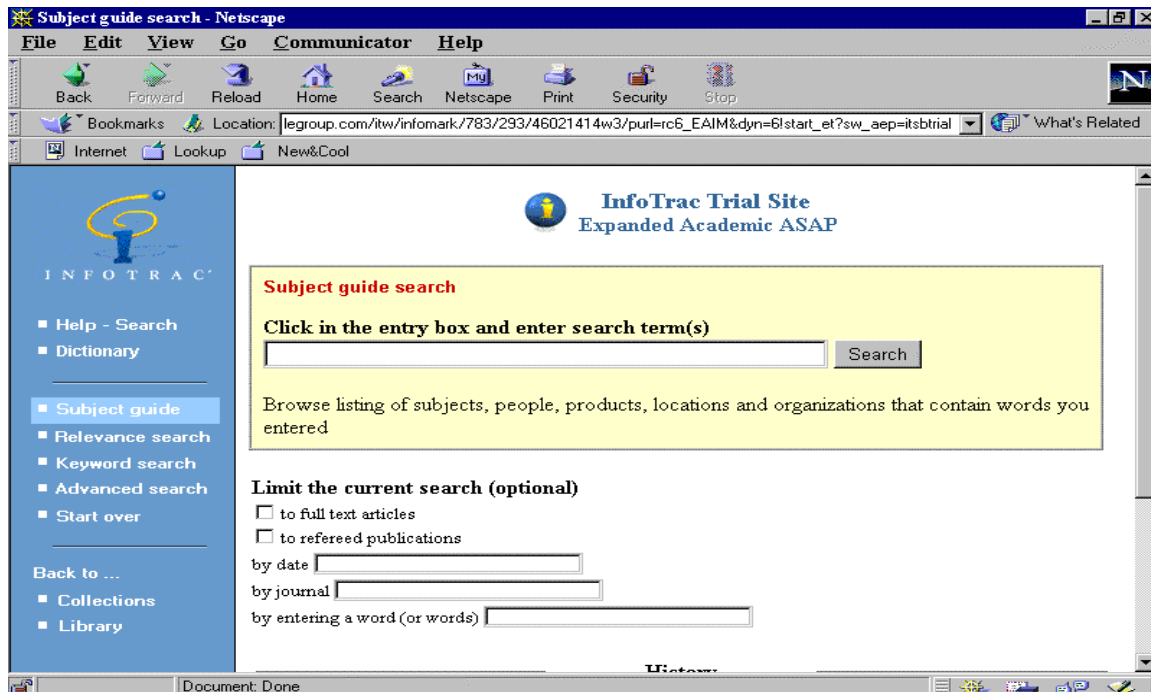 Subject guide search - Netscape
File Edit View Go Communicator Help
Back Forward Reload Home Search Netscape Print Security Stop
My
N
Bookmarks Location: legroup.com/itw/infomark/783/293/46021414w3/purl=rc6_EAIM&dyn=6!start_et?sw_aep=itsbtrial What's Related
Internet Lookup New&Cool
INFOTRAC
Help - Search
Dictionary
Subject guide
Relevance search
Keyword search
Advanced search
Start over
Back to ...
Collections
Library
InfoTrac Trial Site
Expanded Academic ASAP
Subject guide search
Click in the entry box and enter search term(s)
Search
Browse listing of subjects, people, products, locations and organizations that contain words you
entered
Limit the current search (optional)
to full text articles
to refereed publications
by date
by journal
by entering a word (or words)
History
Document: Done